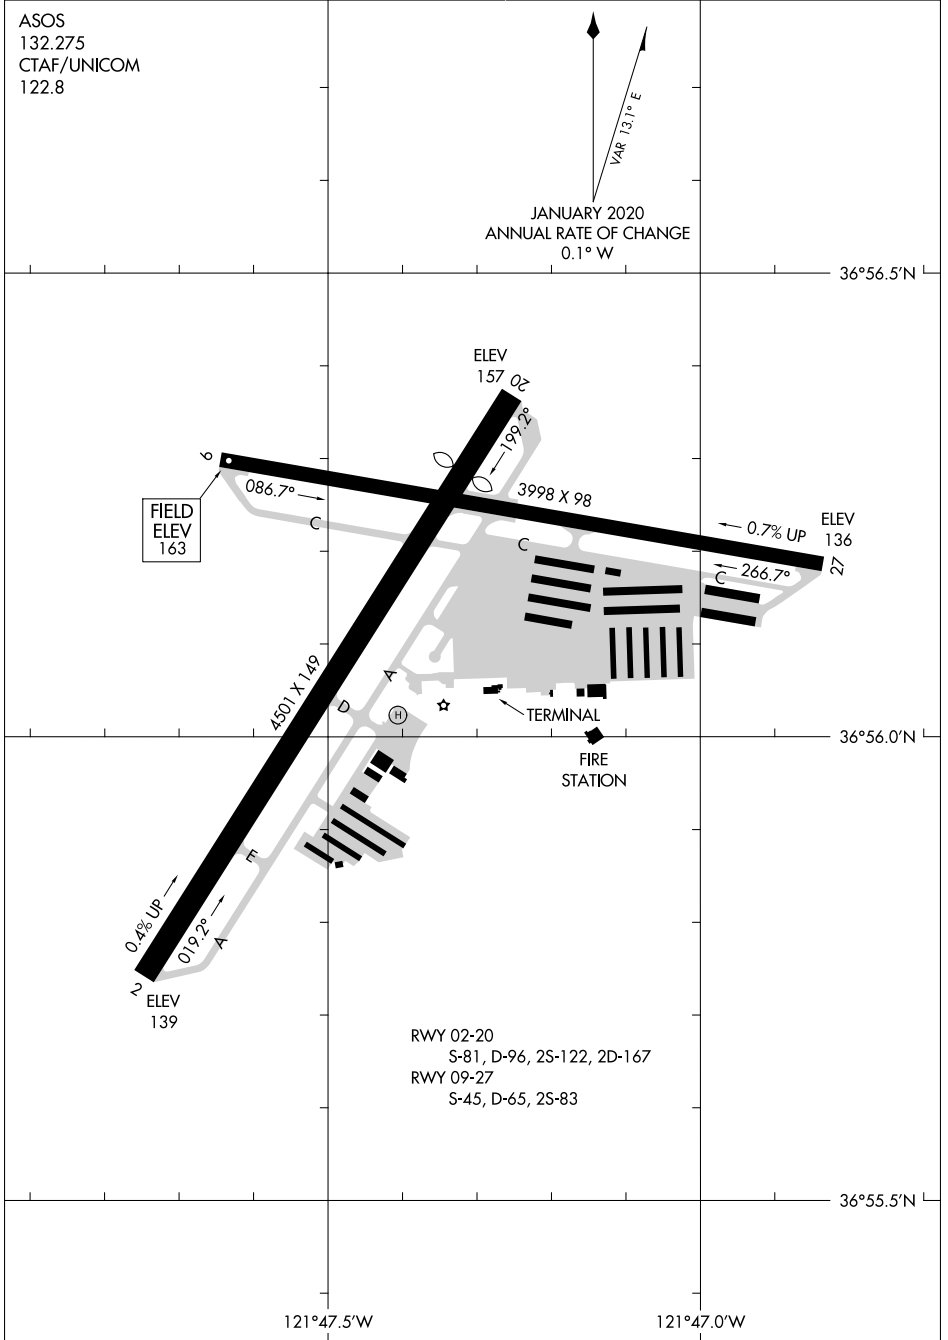 ASOS
132.275
CTAF/UNICOM
122.8
VAR 13.1° E
JANUARY 2020
ANNUAL RATE OF CHANGE
0.1° W
36°56.5'N
ELEV
157
20
199.2°
9
086.7°
3998 X 98
FIELD
ELEV
163
C
C
0.7% UP
ELEV
136
27
266.7°
C
4501 X 149
A
D
H
TERMINAL
36°56.0'N
FIRE
STATION
E
0.4% UP
019.2°
A
2
ELEV
139
RWY 02-20
S-81, D-96, 2S-122, 2D-167
RWY 09-27
S-45, D-65, 2S-83
36°55.5'N
121°47.5'W
121°47.0'W